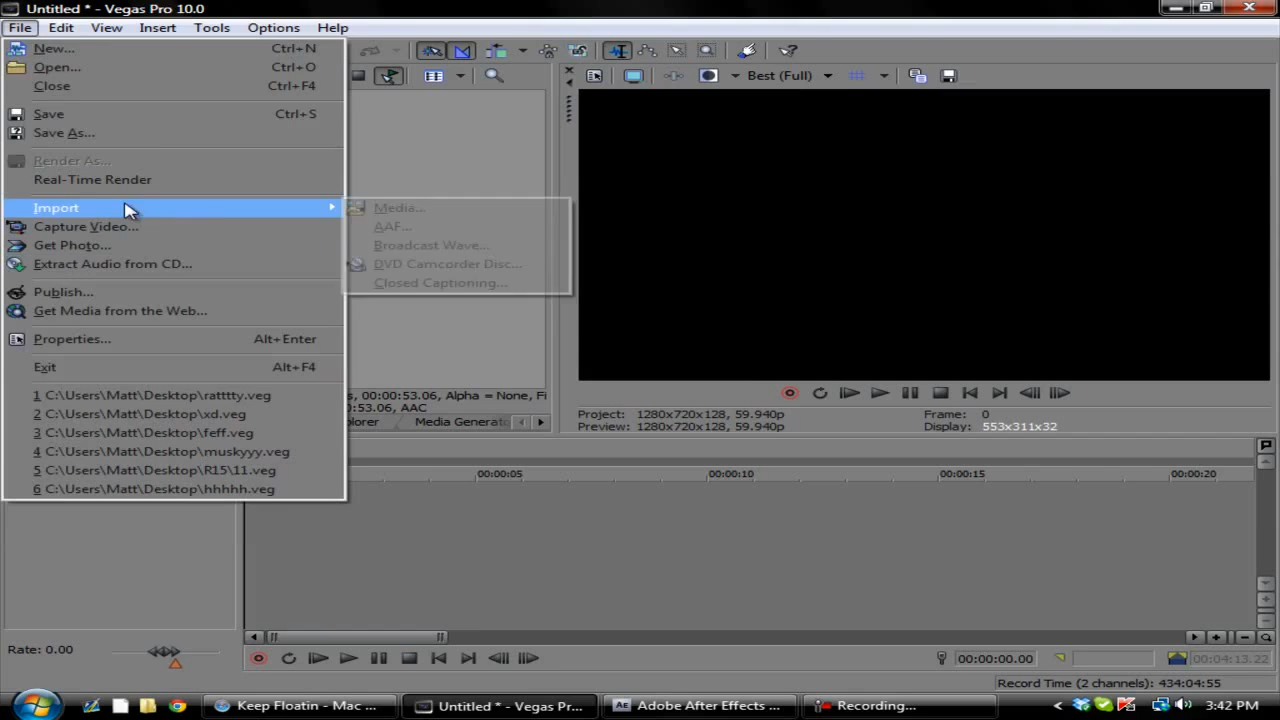 Untitled * - Vegas Pro 10.0
File Edit View Insert Tools Options Help
New... Ctrl+N
Open... Ctrl+O
Close Ctrl+F4
Save Ctrl+S
Save As...
Render As...
Real-Time Render
Import
Capture Video...
Get Photo...
Extract Audio from CD...
Publish...
Get Media from the Web...
Properties... Alt+Enter
Exit Alt+F4
1 C:\Users\Matt\Desktop\ratttty.veg
2 C:\Users\Matt\Desktop\xd.veg
3 C:\Users\Matt\Desktop\feff.veg
4 C:\Users\Matt\Desktop\muskyyy.veg
5 C:\Users\Matt\Desktop\R15\11.veg
6 C:\Users\Matt\Desktop\hhhhh.veg
Media...
AAF...
Broadcast Wave...
DVD Camcorder Disc...
Closed Captioning...
Best (Full)
s, 00:00:53.06, Alpha = None, Fi
0:53.06, AAC
plorer Media Generato
Project: 1280x720x128, 59.940p
Preview: 1280x720x128, 59.940p
Frame: 0
Display: 553x311x32
00:00:05 00:00:10 00:00:15 00:00:20
Rate: 0.00
00:00:00.00
00:04:13.22
Record Time (2 channels): 434:04:55
Keep Floatin - Mac ...
Untitled * - Vegas Pr...
AE Adobe After Effects ...
Recording...
3:42 PM